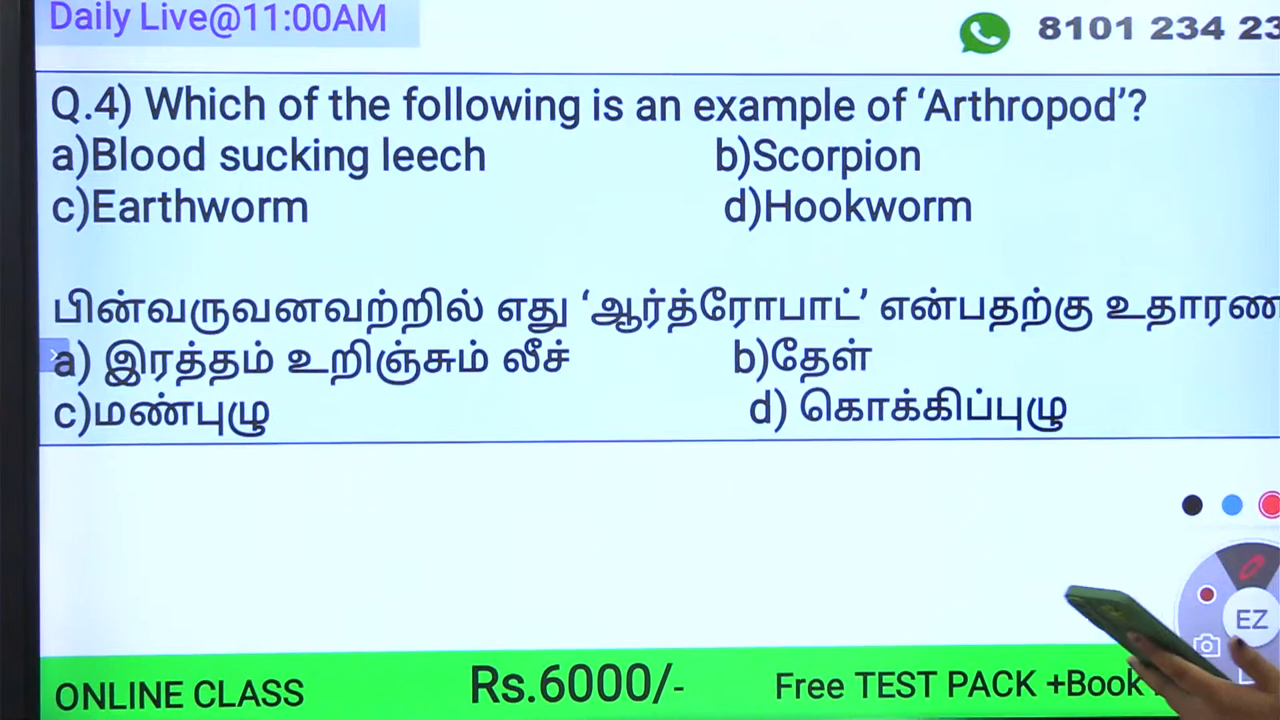 Daily Live@11:00AM
8101 234 23
Q.4) Which of the following is an example of ‘Arthropod’?
a)Blood sucking leech b)Scorpion
c)Earthworm d)Hookworm
பின்வருவனவற்றில் எது ‘ஆர்த்ரோபாட்’ என்பதற்கு உதாரண
a) இரத்தம் உறிஞ்சும் லீச் b)தேள்
c)மண்புழு d) கொக்கிப்புழு
EZ
ONLINE CLASS Rs.6000/- Free TEST PACK +Book